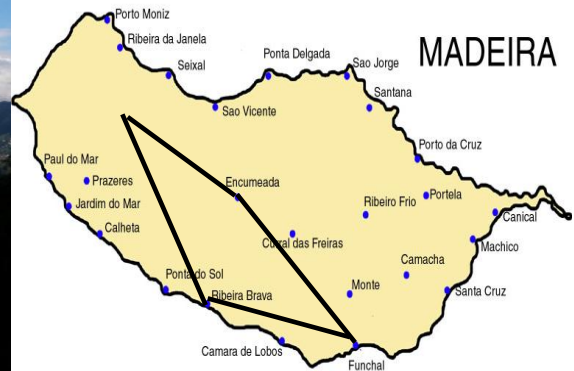 Porto Moniz
MADEIRA
Ribeira da Janela
Ponta Delgada
Sao Jorge
Seixal
Santana
Sao Vicente
Porto da Cruz
Paul do Mar
Prazeres
Encumeada
Portela
Jardim do Mar
Ribeiro Frio
Canical
Calheta
Curral das Freiras
Machico
Camacha
Ponta do Sol
Ribeira Brava
Monte
Santa Cruz
Camara de Lobos
Funchal